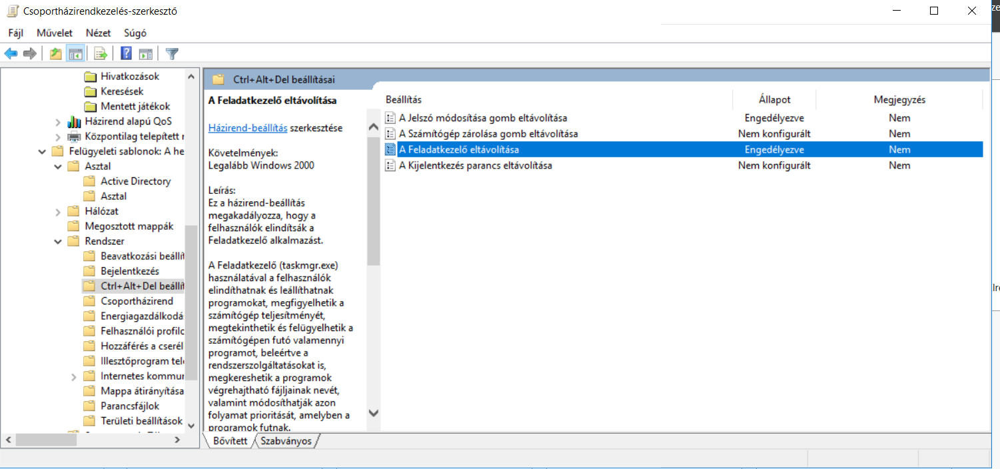 Csoportházirendkezelés-szerkesztő
Fájl Művelet Nézet Súgó
Hivatkozások
Keresések
Mentett játékok
Házirend alapú QoS
Központilag telepített r
Felügyeleti sablonok: A he
Asztal
Active Directory
Asztal
Hálózat
Megosztott mappák
Rendszer
Beavatkozási beállít
Bejelentkezés
Ctrl+Alt+Del beállít
Csoportházirend
Energiagazdálkodá
Felhasználói profilo
Hozzáférés a cserél
Illesztőprogram tel
Internetes kommur
Mappa átirányítása
Parancsfájlok
Területi beállítások
Ctrl+Alt+Del beállításai
A Feladatkezelő eltávolítása
Házirend-beállítás szerkesztése
Követelmények:
Legalább Windows 2000
Leírás:
Ez a házirend-beállítás
megakadályozza, hogy a
felhasználók elindítsák a
Feladatkezelő alkalmazást.
A Feladatkezelő (taskmgr.exe)
használatával a felhasználók
elindíthatnak és leállíthatnak
programokat, megfigyelhetik a
számítógép teljesítményét,
megtekinthetik és felügyelhetik a
számítógépen futó valamennyi
programot, beleértve a
rendszerszolgáltatásokat is,
megkereshetik a programok
végrehajtható fájljainak nevét,
valamint módosíthatják azon
folyamat prioritását, amelyben a
programok futnak.
Beállítás Állapot Megjegyzés
A Jelszó módosítása gomb eltávolítása Engedélyezve Nem
A Számítógép zárolása gomb eltávolítása Nem konfigurált Nem
A Feladatkezelő eltávolítása Engedélyezve Nem
A Kijelentkezés parancs eltávolítása Nem konfigurált Nem
Bővített Szabványos